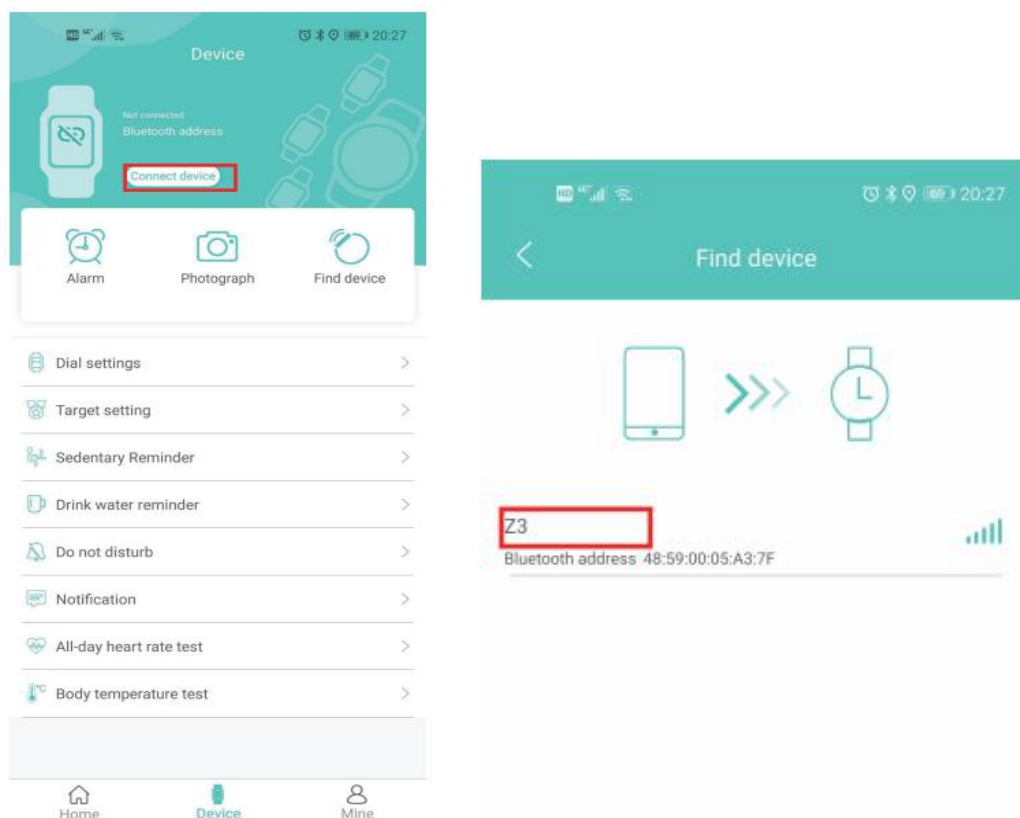 HD 20:27
Device
Not connected
Bluetooth address
Connect device
Alarm Photograph Find device
Dial settings
Target setting
Sedentary Reminder
Drink water reminder
Do not disturb
Notification
All-day heart rate test
Body temperature test
Home Device Mine
HD 20:27
Find device
Z3
Bluetooth address 48:59:00:05:A3:7F